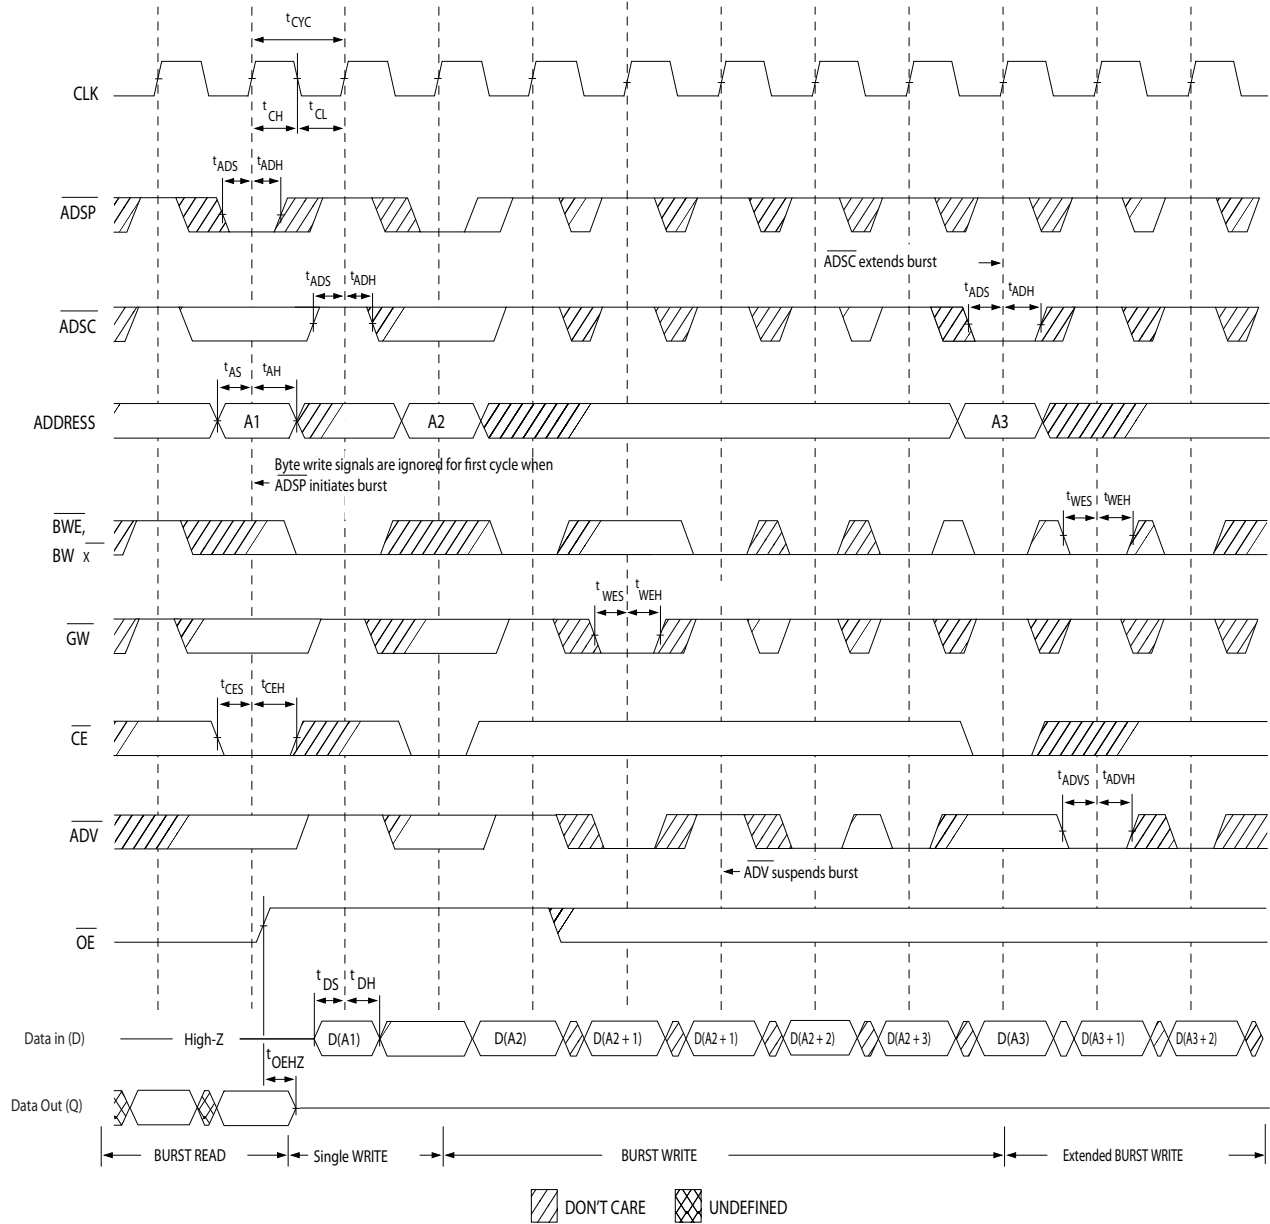 tCYC
CLK
tCH tCL
tADS tADH
ADSP
ADSC extends burst
tADS tADH
tADS tADH
ADSC
tAS tAH
ADDRESS A1 A2 A3
Byte write signals are ignored for first cycle when
ADSP initiates burst
tWES tWEH
BWE,
BW x
tWES tWEH
GW
tCES tCEH
CE
tADVS tADVH
ADV
ADV suspends burst
OE
tDS tDH
Data in (D) High-Z D(A1) D(A2) D(A2 + 1) D(A2 + 1) D(A2 + 2) D(A2 + 3) D(A3) D(A3 + 1) D(A3 + 2)
tOEHZ
Data Out (Q)
BURST READ Single WRITE BURST WRITE Extended BURST WRITE
DON'T CARE UNDEFINED